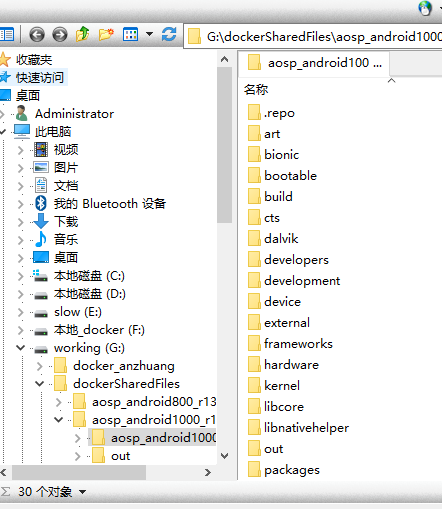 G:\dockerSharedFiles\aosp_android1000
收藏夹
快速访问
桌面
Administrator
此电脑
视频
图片
文档
我的 Bluetooth 设备
下载
音乐
桌面
本地磁盘 (C:)
本地磁盘 (D:)
slow (E:)
本地_docker (F:)
working (G:)
docker_anzhuang
dockerSharedFiles
aosp_android800_r13
aosp_android1000_r1
aosp_android1000
out
aosp_android100 ...
名称
.repo
art
bionic
bootable
build
cts
dalvik
developers
development
device
external
frameworks
hardware
kernel
libcore
libnativehelper
out
packages
Σ 30 个对象